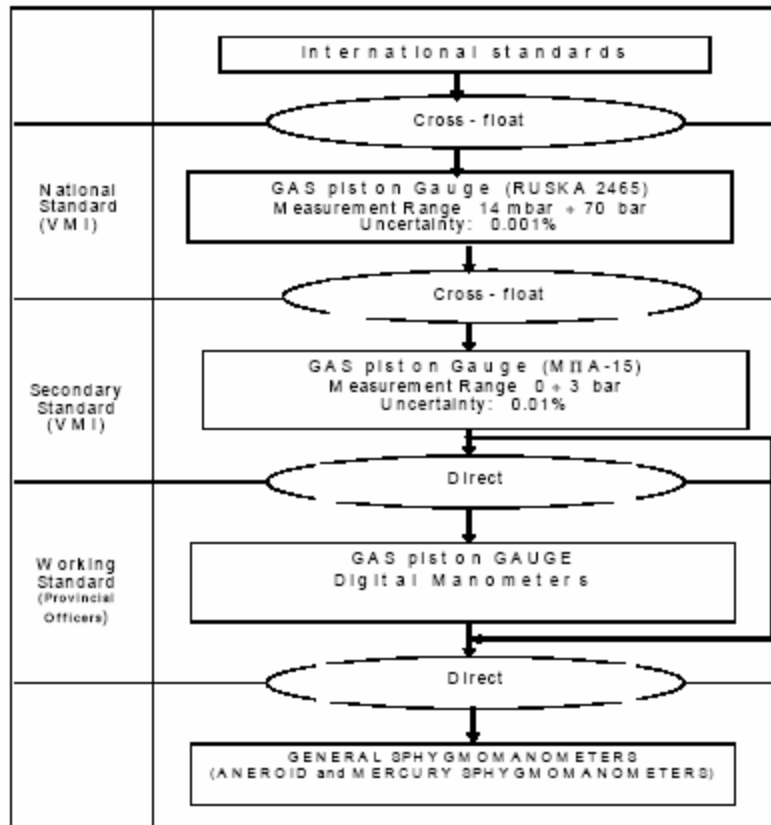 International standards
Cross - float
National
Standard
(VMI)
GAS piston Gauge (RUSKA 2465)
Measurement Range 14 mbar ÷ 70 bar
Uncertainty: 0.001%
Cross - float
Secondary
Standard
(VMI)
GAS piston Gauge (МПА-15)
Measurement Range 0 ÷ 3 bar
Uncertainty: 0.01%
Direct
Working
Standard
(Provincial
Officers)
GAS piston GAUGE
Digital Manometers
Direct
GENERAL SPHYGMOMANOMETERS
(ANEROID and MERCURY SPHYGMOMANOMETERS)